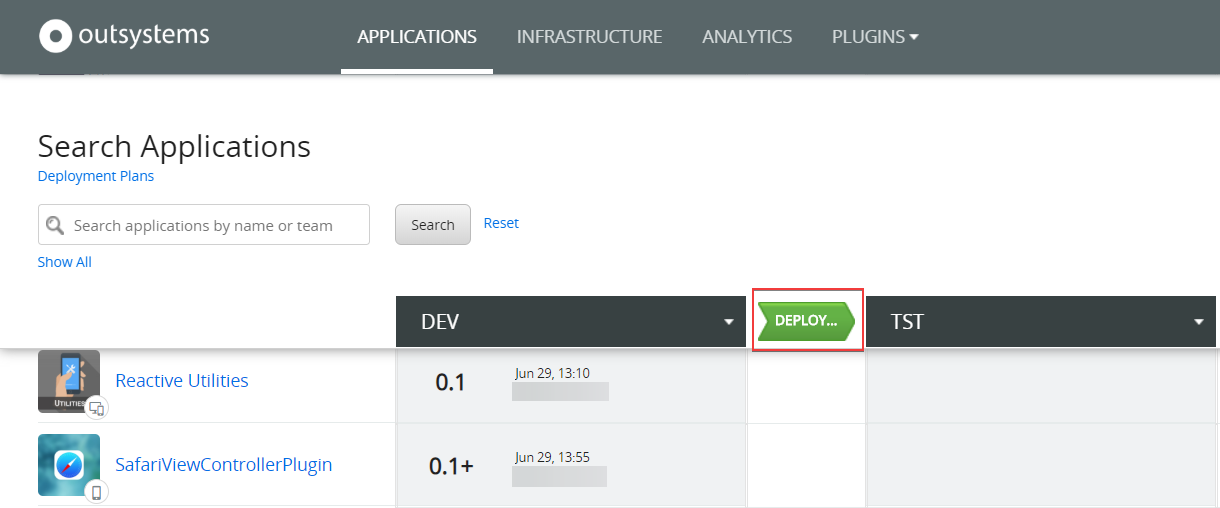 outsystems
APPLICATIONS
INFRASTRUCTURE
ANALYTICS
PLUGINS
Search Applications
Deployment Plans
Search applications by name or team
Search
Reset
Show All
DEV
DEPLOY...
TST
UTILITIES
Reactive Utilities
0.1
Jun 29, 13:10
SafariViewControllerPlugin
0.1+
Jun 29, 13:55